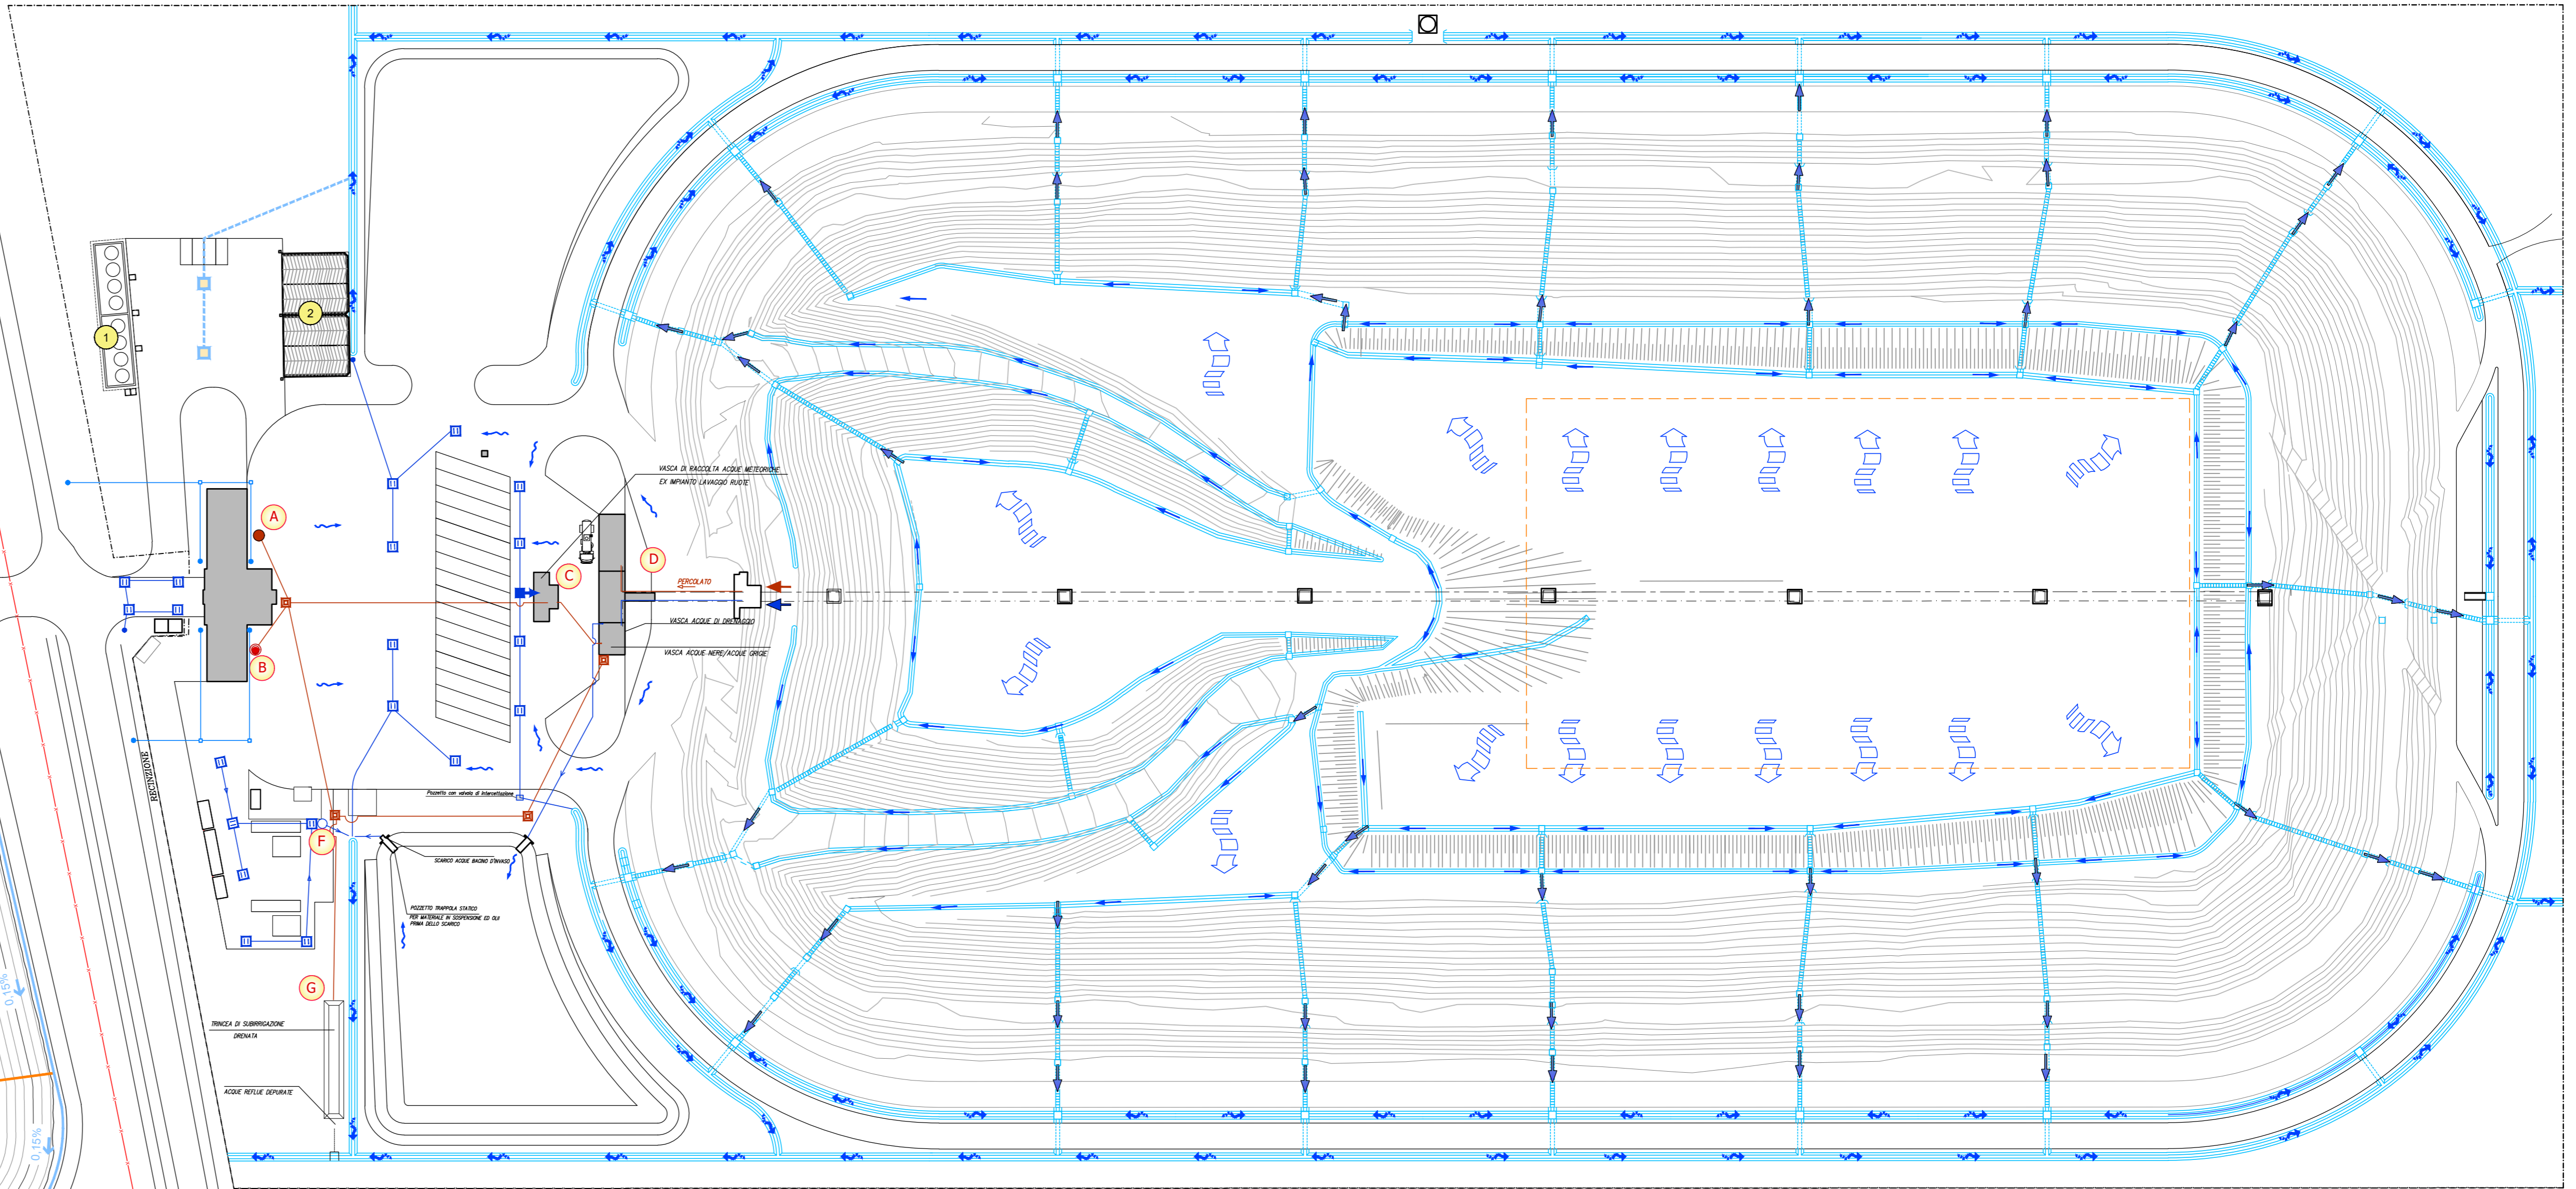 1
2
VASCA DI RACCOLTA ACQUE METEORICHE
EX IMPIANTO LAVAGGIO RUOTE
A
B
C
D
PERCOLATO
VASCA ACQUE DI DRENAGGIO
VASCA ACQUE NERE/ACQUE GRIGIE
RECINZIONE
Pozzetto con valvola di intercettazione
F
SCARICO ACQUE BACINO D'INVASO
POZZETTO TRAPPOLA STATICO
PER MATERIALE IN SOSPENSIONE ED OLII
PRIMA DELLO SCARICO
G
TRINCEA DI SUBIRRIGAZIONE
DRENATA
ACQUE REFLUE DEPURATE
0,15%
0,15%